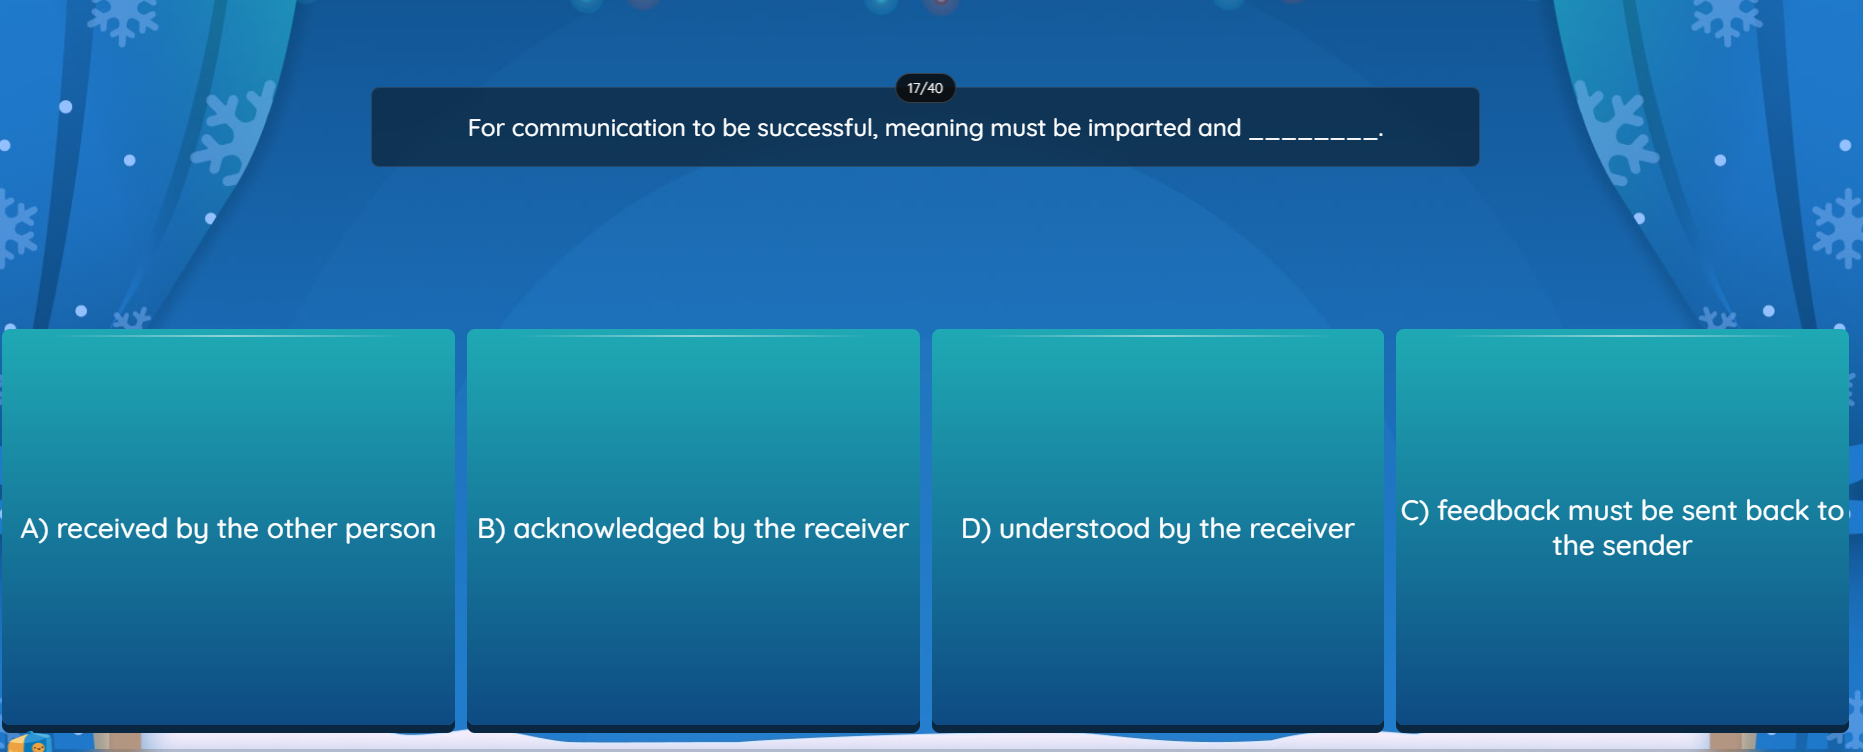 17/40
For communication to be successful, meaning must be imparted and ________.
A) received by the other person
B) acknowledged by the receiver
D) understood by the receiver
C) feedback must be sent back to
the sender